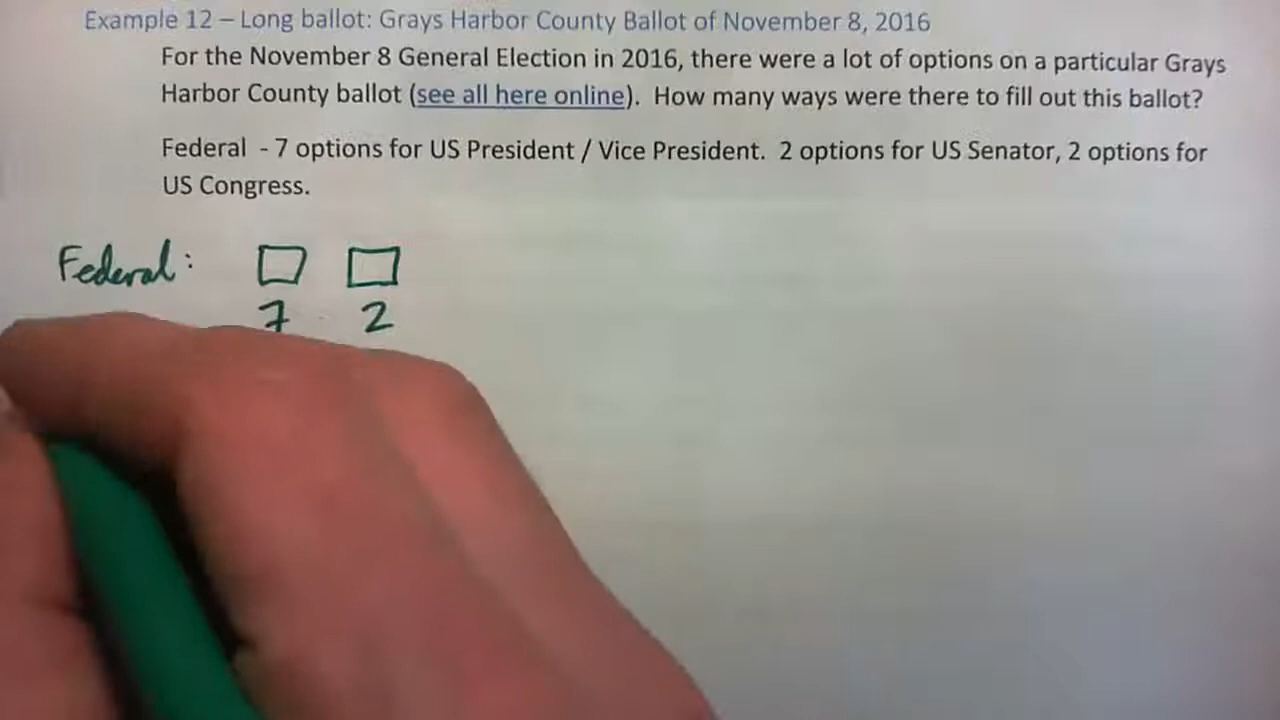 Example 12 – Long ballot: Grays Harbor County Ballot of November 8, 2016
For the November 8 General Election in 2016, there were a lot of options on a particular Grays
Harbor County ballot (see all here online). How many ways were there to fill out this ballot?
Federal - 7 options for US President / Vice President. 2 options for US Senator, 2 options for
US Congress.
Federal:
7 2